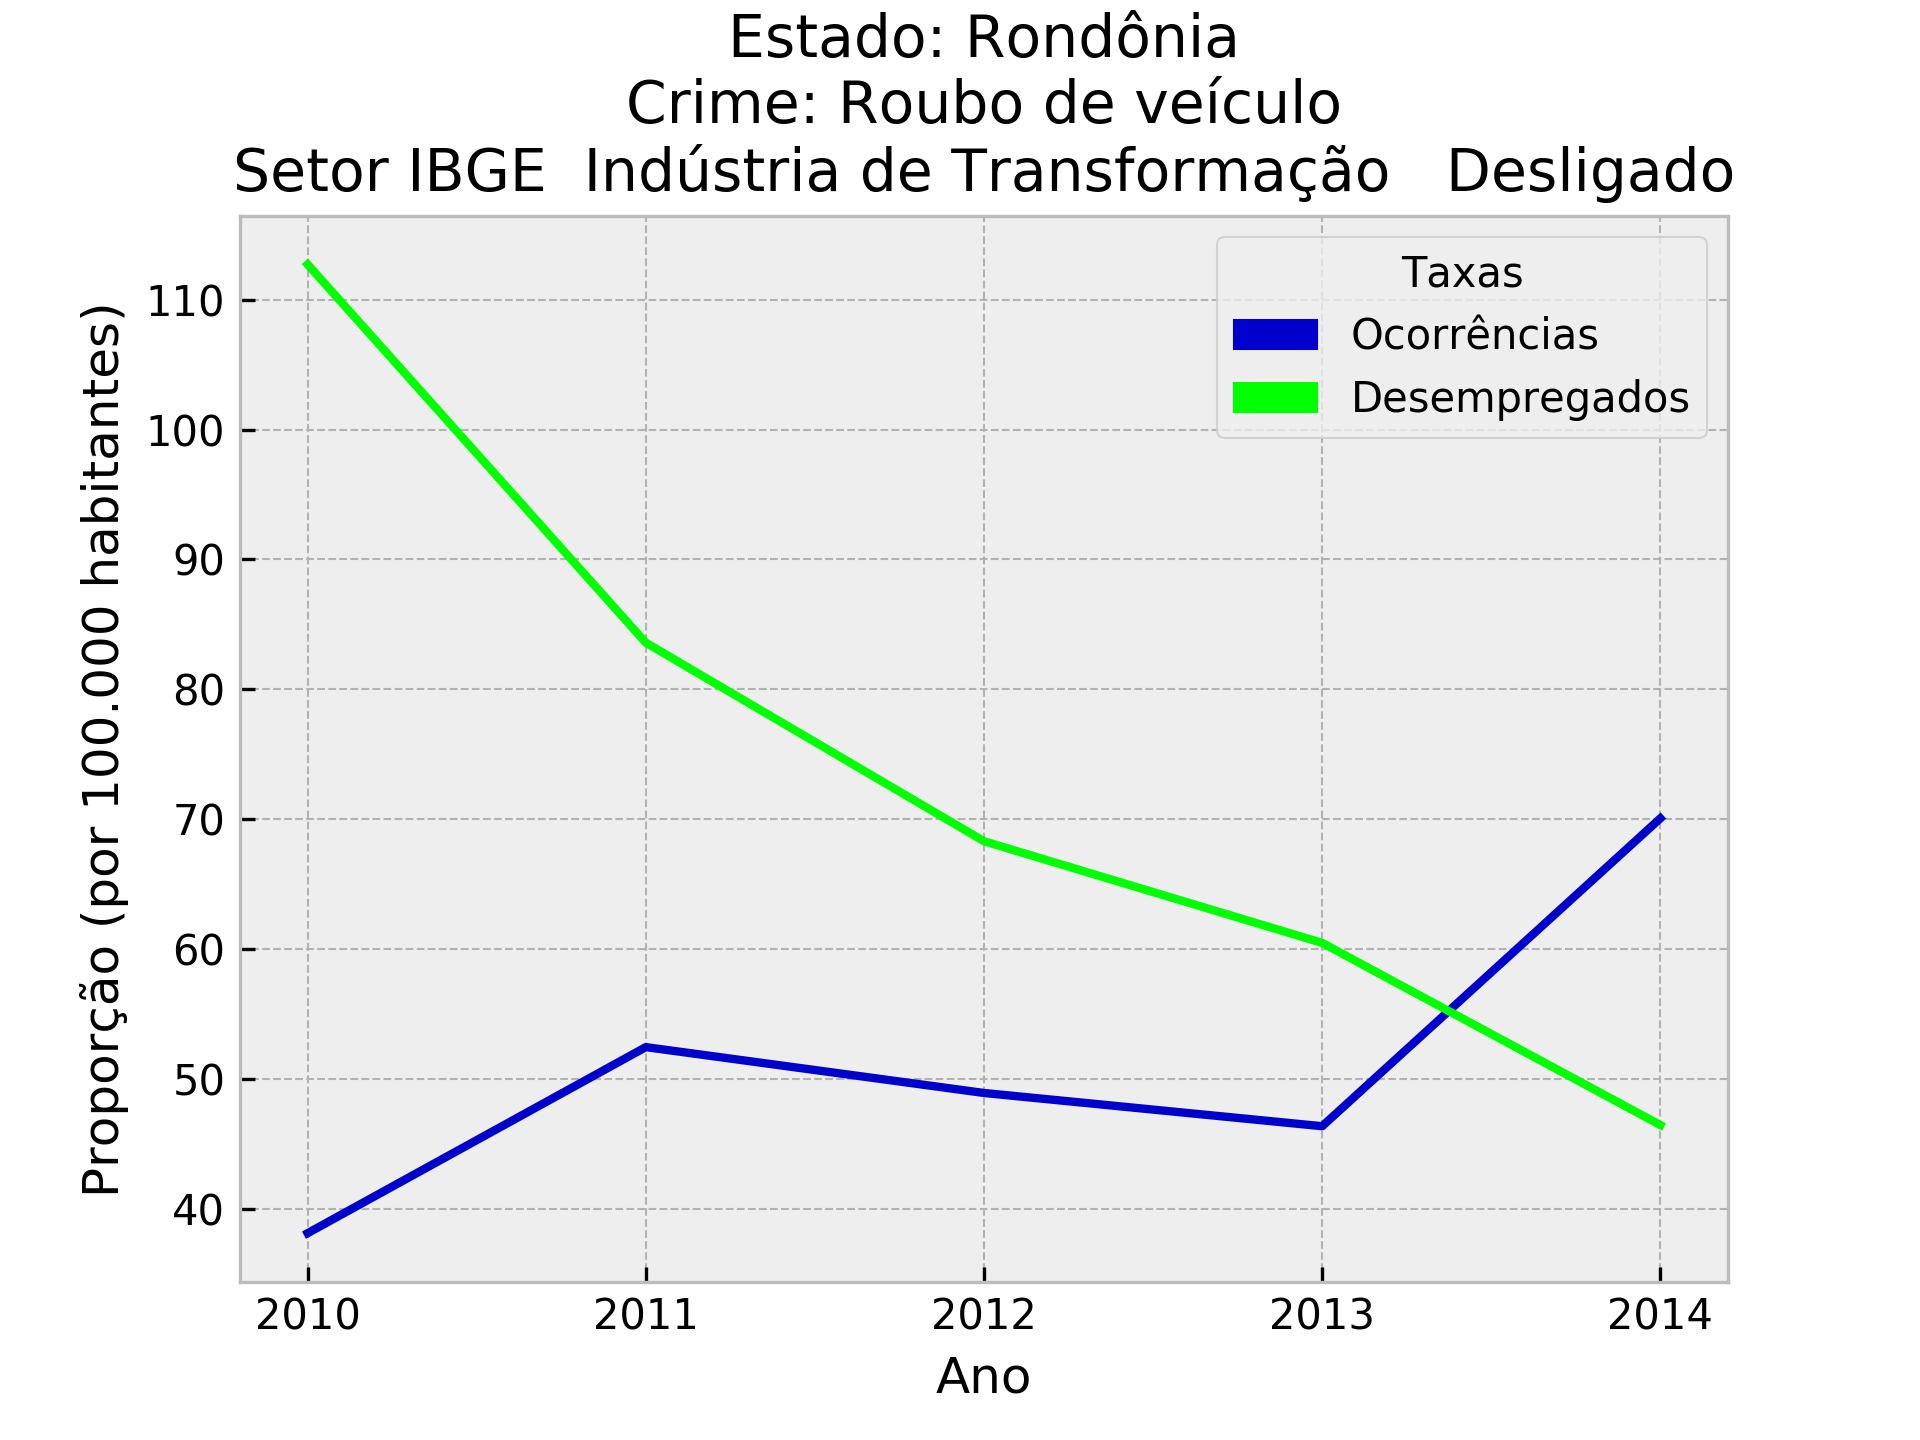 Estado: Rondônia
Crime: Roubo de veículo
Setor IBGE  Indústria de Transformação   Desligado
Proporção (por 100.000 habitantes)
110
100
90
80
70
60
50
40
Taxas
Ocorrências
Desempregados
2010
2011
2012
2013
2014
Ano